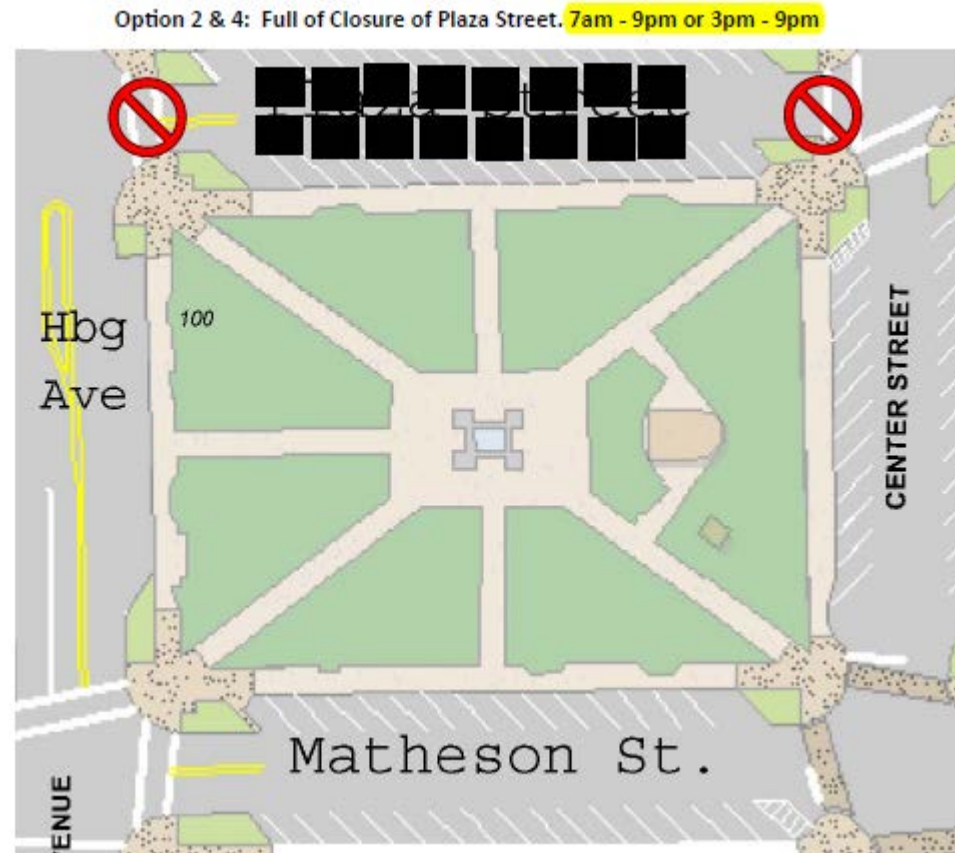 Option 2 & 4: Full of Closure of Plaza Street. 7am - 9pm or 3pm - 9pm
Hbg
Ave
100
CENTER STREET
Matheson St.
VENUE